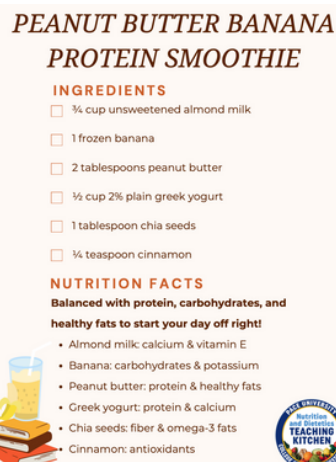 PEANUT BUTTER BANANA
PROTEIN SMOOTHIE
INGREDIENTS
¾ cup unsweetened almond milk
1 frozen banana
2 tablespoons peanut butter
½ cup 2% plain greek yogurt
1 tablespoon chia seeds
¼ teaspoon cinnamon
NUTRITION FACTS
Balanced with protein, carbohydrates, and
healthy fats to start your day off right!
• Almond milk: calcium & vitamin E
• Banana: carbohydrates & potassium
• Peanut butter: protein & healthy fats
• Greek yogurt: protein & calcium
• Chia seeds: fiber & omega-3 fats
• Cinnamon: antioxidants
PACE UNIVERSITY
Nutrition
and Dietetics
TEACHING
KITCHEN